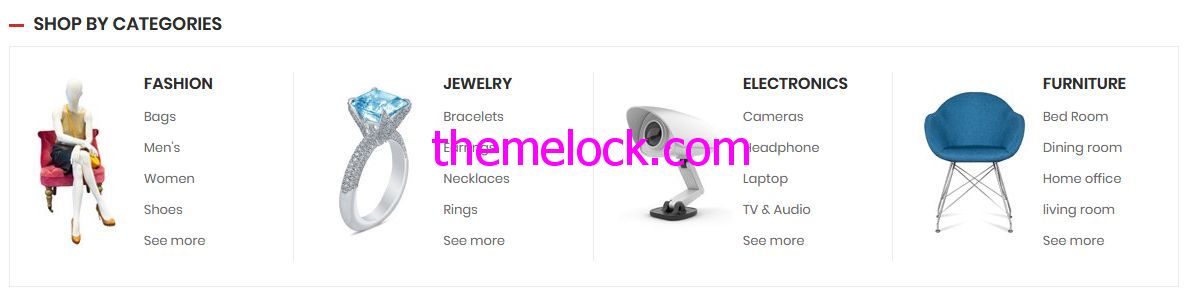 SHOP BY CATEGORIES
FASHION
Bags
Men's
Women
Shoes
See more
JEWELRY
Bracelets
Earrings
Necklaces
Rings
See more
ELECTRONICS
Cameras
Headphone
Laptop
TV & Audio
See more
FURNITURE
Bed Room
Dining room
Home office
living room
See more
themelock.com